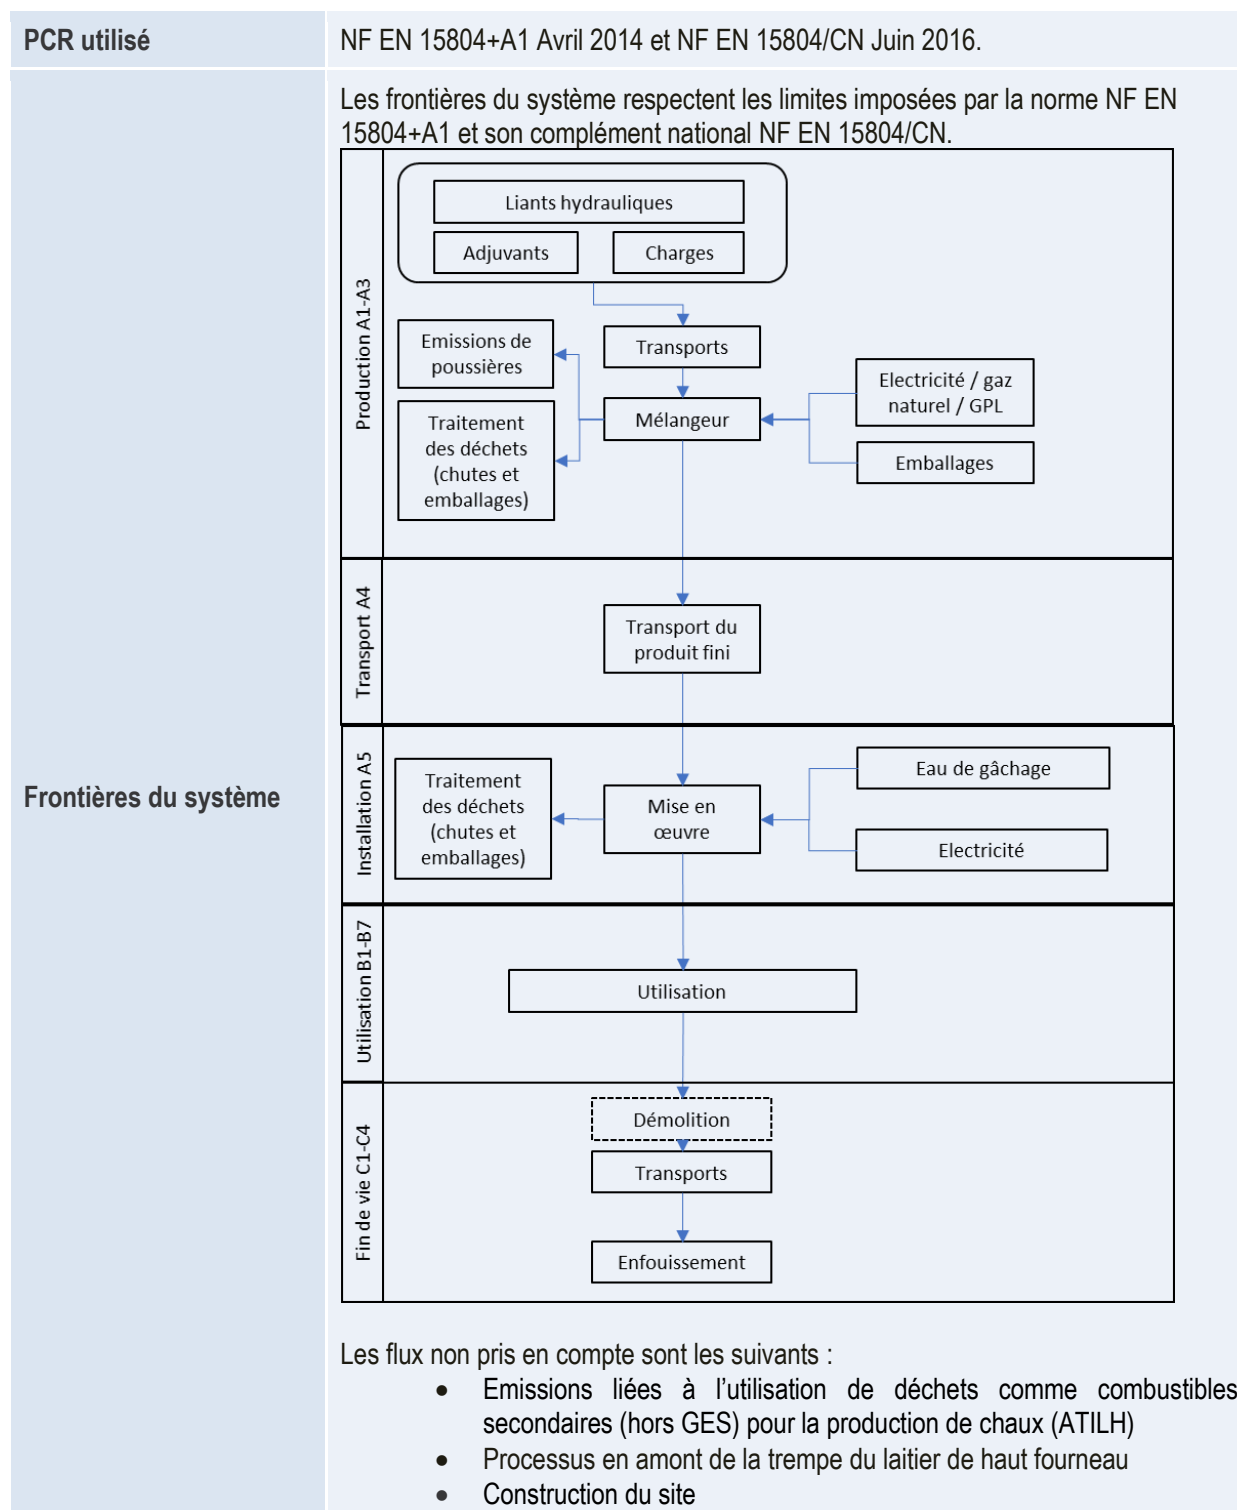 PCR utilisé
NF EN 15804+A1 Avril 2014 et NF EN 15804/CN Juin 2016.
Frontières du système
Les frontières du système respectent les limites imposées par la norme NF EN
15804+A1 et son complément national NF EN 15804/CN.
Production A1-A3
Liants hydrauliques
Adjuvants
Charges
Transports
Emissions de
poussières
Mélangeur
Traitement
des déchets
(chutes et
emballages)
Electricité / gaz
naturel / GPL
Emballages
Transport A4
Transport du
produit fini
Installation A5
Traitement
des déchets
(chutes et
emballages)
Mise en
œuvre
Eau de gâchage
Electricité
Utilisation B1-B7
Utilisation
Fin de vie C1-C4
Démolition
Transports
Enfouissement
Les flux non pris en compte sont les suivants :
• Emissions liées à l’utilisation de déchets comme combustibles
secondaires (hors GES) pour la production de chaux (ATILH)
• Processus en amont de la trempe du laitier de haut fourneau
• Construction du site